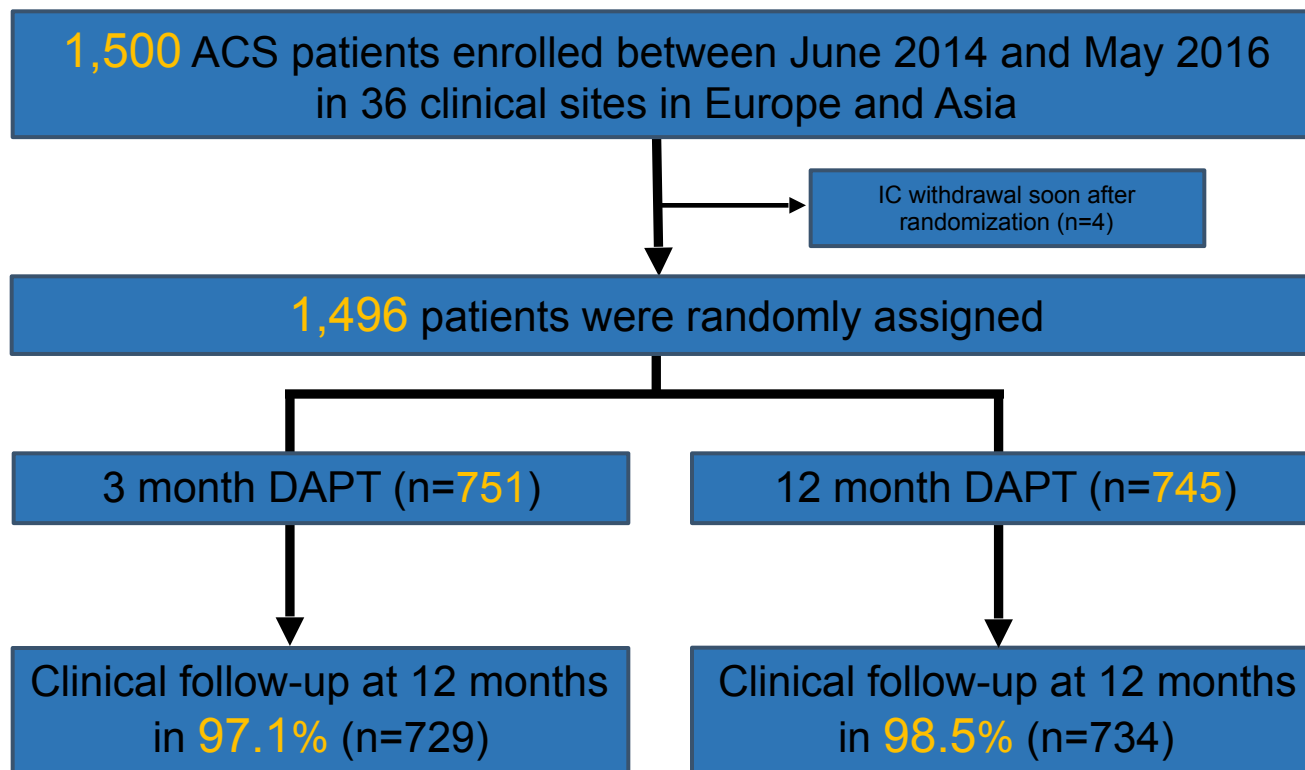 1,500 ACS patients enrolled between June 2014 and May 2016
in 36 clinical sites in Europe and Asia
IC withdrawal soon after
randomization (n=4)
1,496 patients were randomly assigned
3 month DAPT (n=751)
12 month DAPT (n=745)
Clinical follow-up at 12 months
in 97.1% (n=729)
Clinical follow-up at 12 months
in 98.5% (n=734)